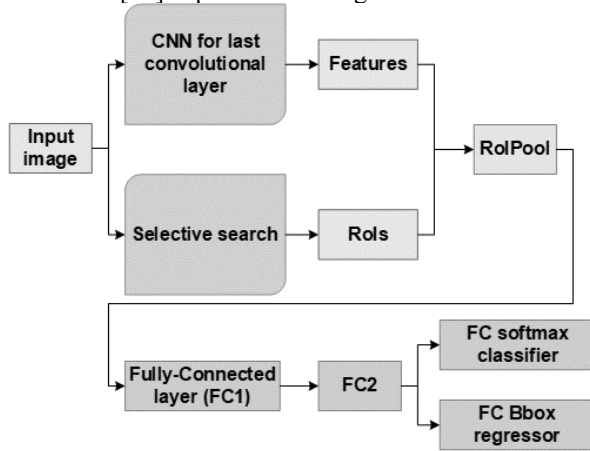 CNN for last
convolutional
layer
Features
Input
image
RoIPool
Selective search
RoIs
Fully-Connected
layer (FC1)
FC2
FC softmax
classifier
FC Bbox
regressor